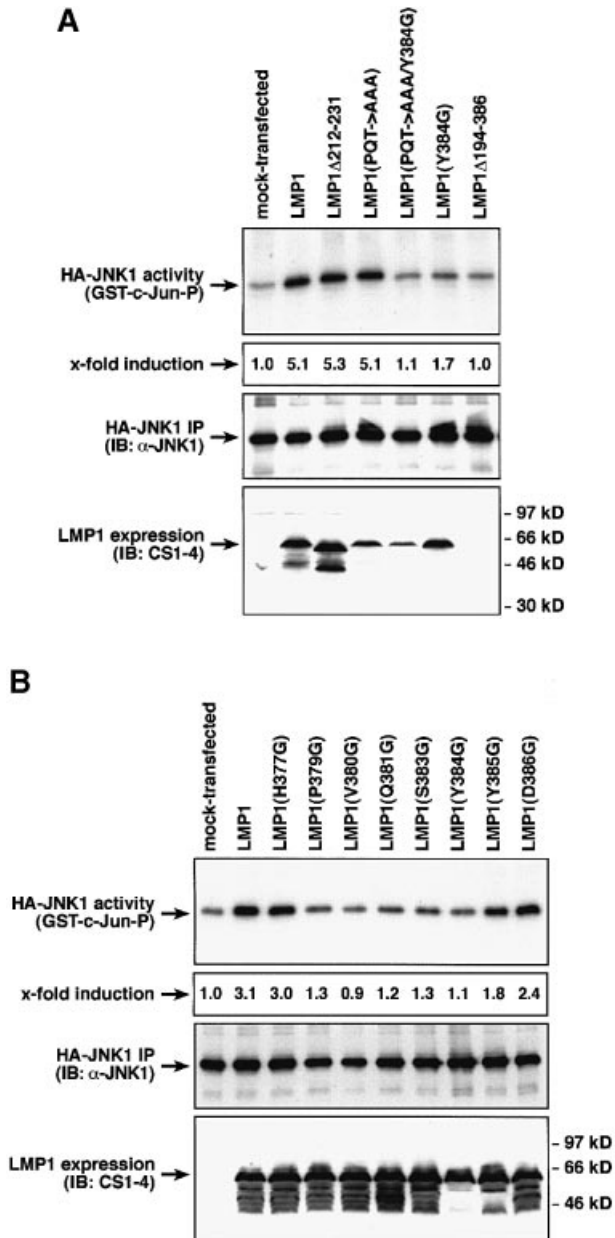 A
mock-transfected
LMP1
LMP1Δ212-231
LMP1(PQT->AAA)
LMP1(PQT->AAA/Y384G)
LMP1(Y384G)
LMP1Δ194-386
HA-JNK1 activity
(GST-c-Jun-P)
x-fold induction
1.0 5.1 5.3 5.1 1.1 1.7 1.0
HA-JNK1 IP
(IB: α-JNK1)
LMP1 expression
(IB: CS1-4)
- 97 kD
- 66 kD
- 46 kD
- 30 kD
B
mock-transfected
LMP1
LMP1(H377G)
LMP1(P379G)
LMP1(V380G)
LMP1(Q381G)
LMP1(S383G)
LMP1(Y384G)
LMP1(Y385G)
LMP1(D386G)
HA-JNK1 activity
(GST-c-Jun-P)
x-fold induction
1.0 3.1 3.0 1.3 0.9 1.2 1.3 1.1 1.8 2.4
HA-JNK1 IP
(IB: α-JNK1)
LMP1 expression
(IB: CS1-4)
- 97 kD
- 66 kD
- 46 kD